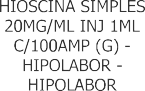 HIOSCINA SIMPLES
20MG/ML INJ 1ML
C/100AMP (G) -
HIPOLABOR -
HIPOLABOR